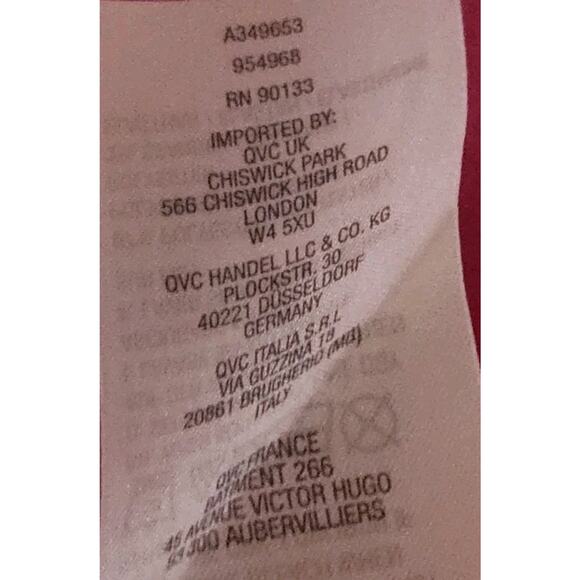 A349653
954968
RN 90133
IMPORTED BY:
QVC UK
CHISWICK PARK
566 CHISWICK HIGH ROAD
LONDON
W4 5XU
QVC HANDEL LLC & CO. KG
PLOCKSTR. 30
40221 DÜSSELDORF
GERMANY
QVC ITALIA S.R.L
VIA GUZZINA 18
20861 BRUGHERIO (MB)
ITALY
QVC FRANCE
BATIMENT 266
45 AVENUE VICTOR HUGO
93300 AUBERVILLIERS